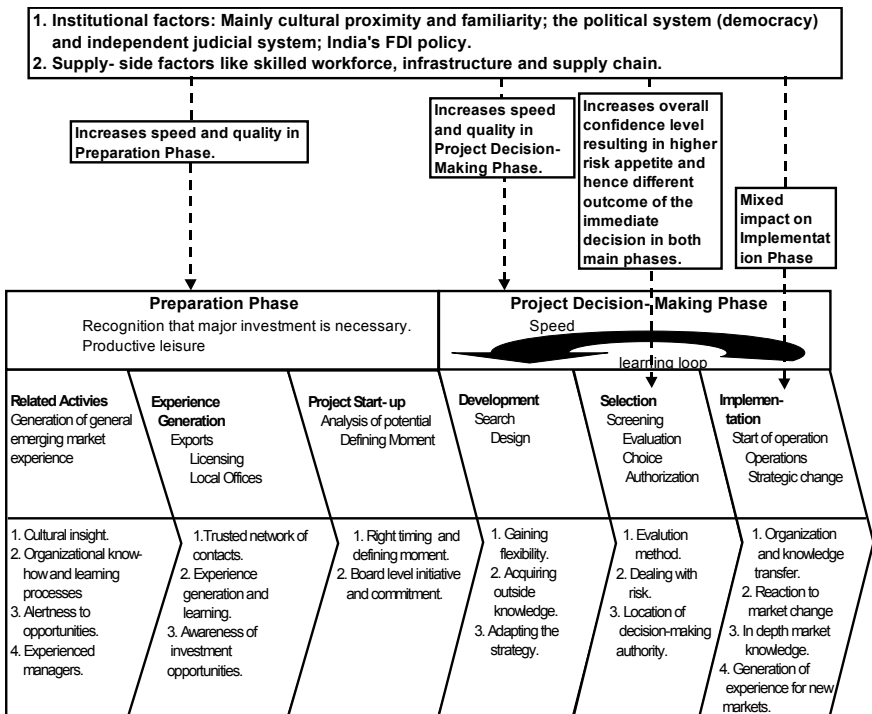 1. Institutional factors: Mainly cultural proximity and familiarity; the political system (democracy)
and independent judicial system; India's FDI policy.
2. Supply- side factors like skilled workforce, infrastructure and supply chain.
Increases speed and quality in
Preparation Phase.
Increases speed
and quality in
Project Decision-
Making Phase.
Increases overall
confidence level
resulting in higher
risk appetite and
hence different
outcome of the
immediate
decision in both
main phases.
Mixed
impact on
Implementat
ion Phase
Preparation Phase
Recognition that major investment is necessary.
Productive leisure
Project Decision- Making Phase
Speed
learning loop
Related Activies
Generation of general
emerging market
experience
Experience
Generation
Exports
Licensing
Local Offices
Project Start- up
Analysis of potential
Defining Moment
Development
Search
Design
Selection
Screening
Evaluation
Choice
Authorization
Implemen-
tation
Start of operation
Operations
Strategic change
1. Cultural insight.
2. Organizational know-
how and learning
processes
3. Alertness to
opportunities.
4. Experienced
managers.
1.Trusted network of
contacts.
2. Experience
generation and
learning.
3. Awareness of
investment
opportunities.
1. Right timing and
defining moment.
2. Board level initiative
and commitment.
1. Gaining
flexibility.
2. Acquiring
outside
knowledge.
3. Adapting the
strategy.
1. Evalution
method.
2. Dealing with
risk.
3. Location of
decision-making
authority.
1. Organization
and knowledge
transfer.
2. Reaction to
market change
3. In depth market
knowledge.
4. Generation of
experience for new
markets.